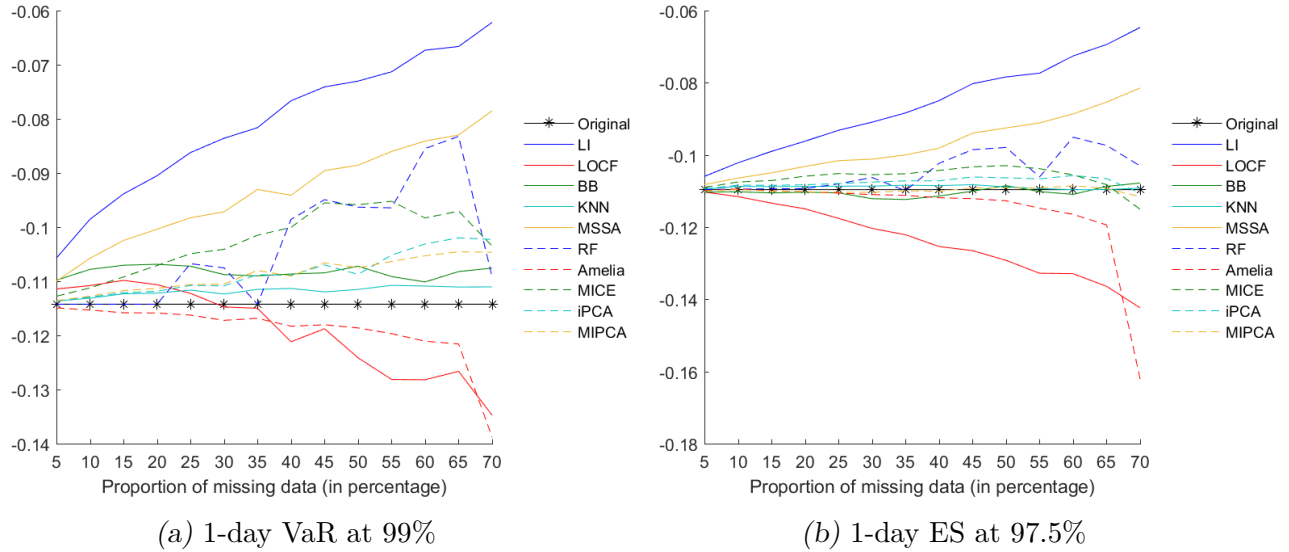 -0.06
-0.07
-0.08
-0.09
-0.1
-0.11
-0.12
-0.13
-0.14
5 10 15 20 25 30 35 40 45 50 55 60 65 70
Proportion of missing data (in percentage)
Original
LI
LOCF
BB
KNN
MSSA
RF
Amelia
MICE
iPCA
MIPCA
(a) 1-day VaR at 99%
-0.06
-0.08
-0.1
-0.12
-0.14
-0.16
-0.18
5 10 15 20 25 30 35 40 45 50 55 60 65 70
Proportion of missing data (in percentage)
Original
LI
LOCF
BB
KNN
MSSA
RF
Amelia
MICE
iPCA
MIPCA
(b) 1-day ES at 97.5%